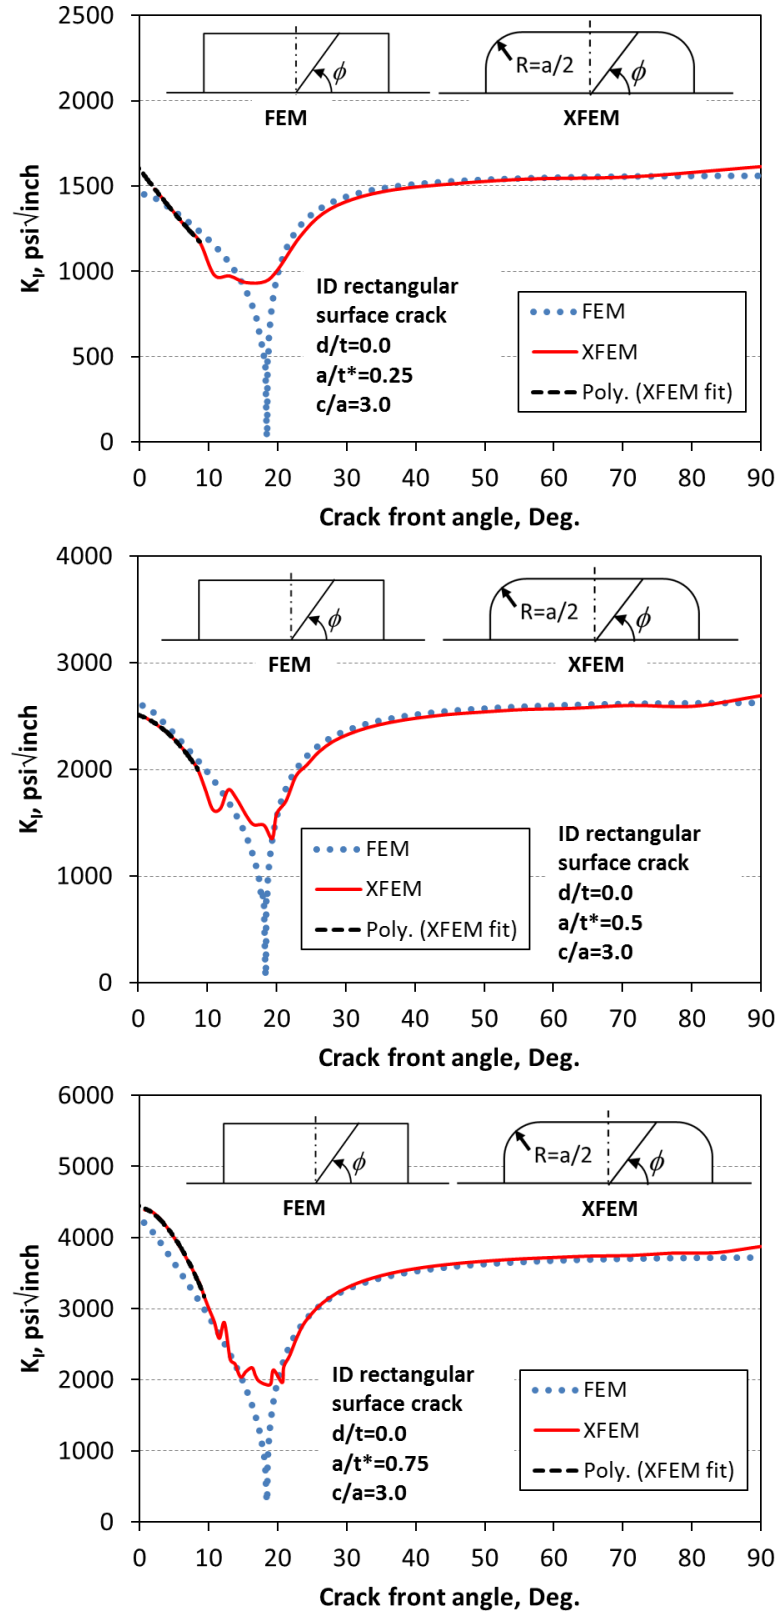 2500
2000
1500
1000
500
0
K_I, psi√inch
R=a/2
ϕ
ϕ
FEM
XFEM
ID rectangular
surface crack
d/t=0.0
a/t*=0.25
c/a=3.0
FEM
XFEM
Poly. (XFEM fit)
0 10 20 30 40 50 60 70 80 90
Crack front angle, Deg.
4000
3000
2000
1000
0
K_I, psi√inch
ϕ
R=a/2
ϕ
FEM
XFEM
FEM
XFEM
Poly. (XFEM fit)
ID rectangular
surface crack
d/t=0.0
a/t*=0.5
c/a=3.0
0 10 20 30 40 50 60 70 80 90
Crack front angle, Deg.
6000
5000
4000
3000
2000
1000
0
K_I, psi√inch
ϕ
R=a/2
ϕ
FEM
XFEM
ID rectangular
surface crack
d/t=0.0
a/t*=0.75
c/a=3.0
FEM
XFEM
Poly. (XFEM fit)
0 10 20 30 40 50 60 70 80 90
Crack front angle, Deg.